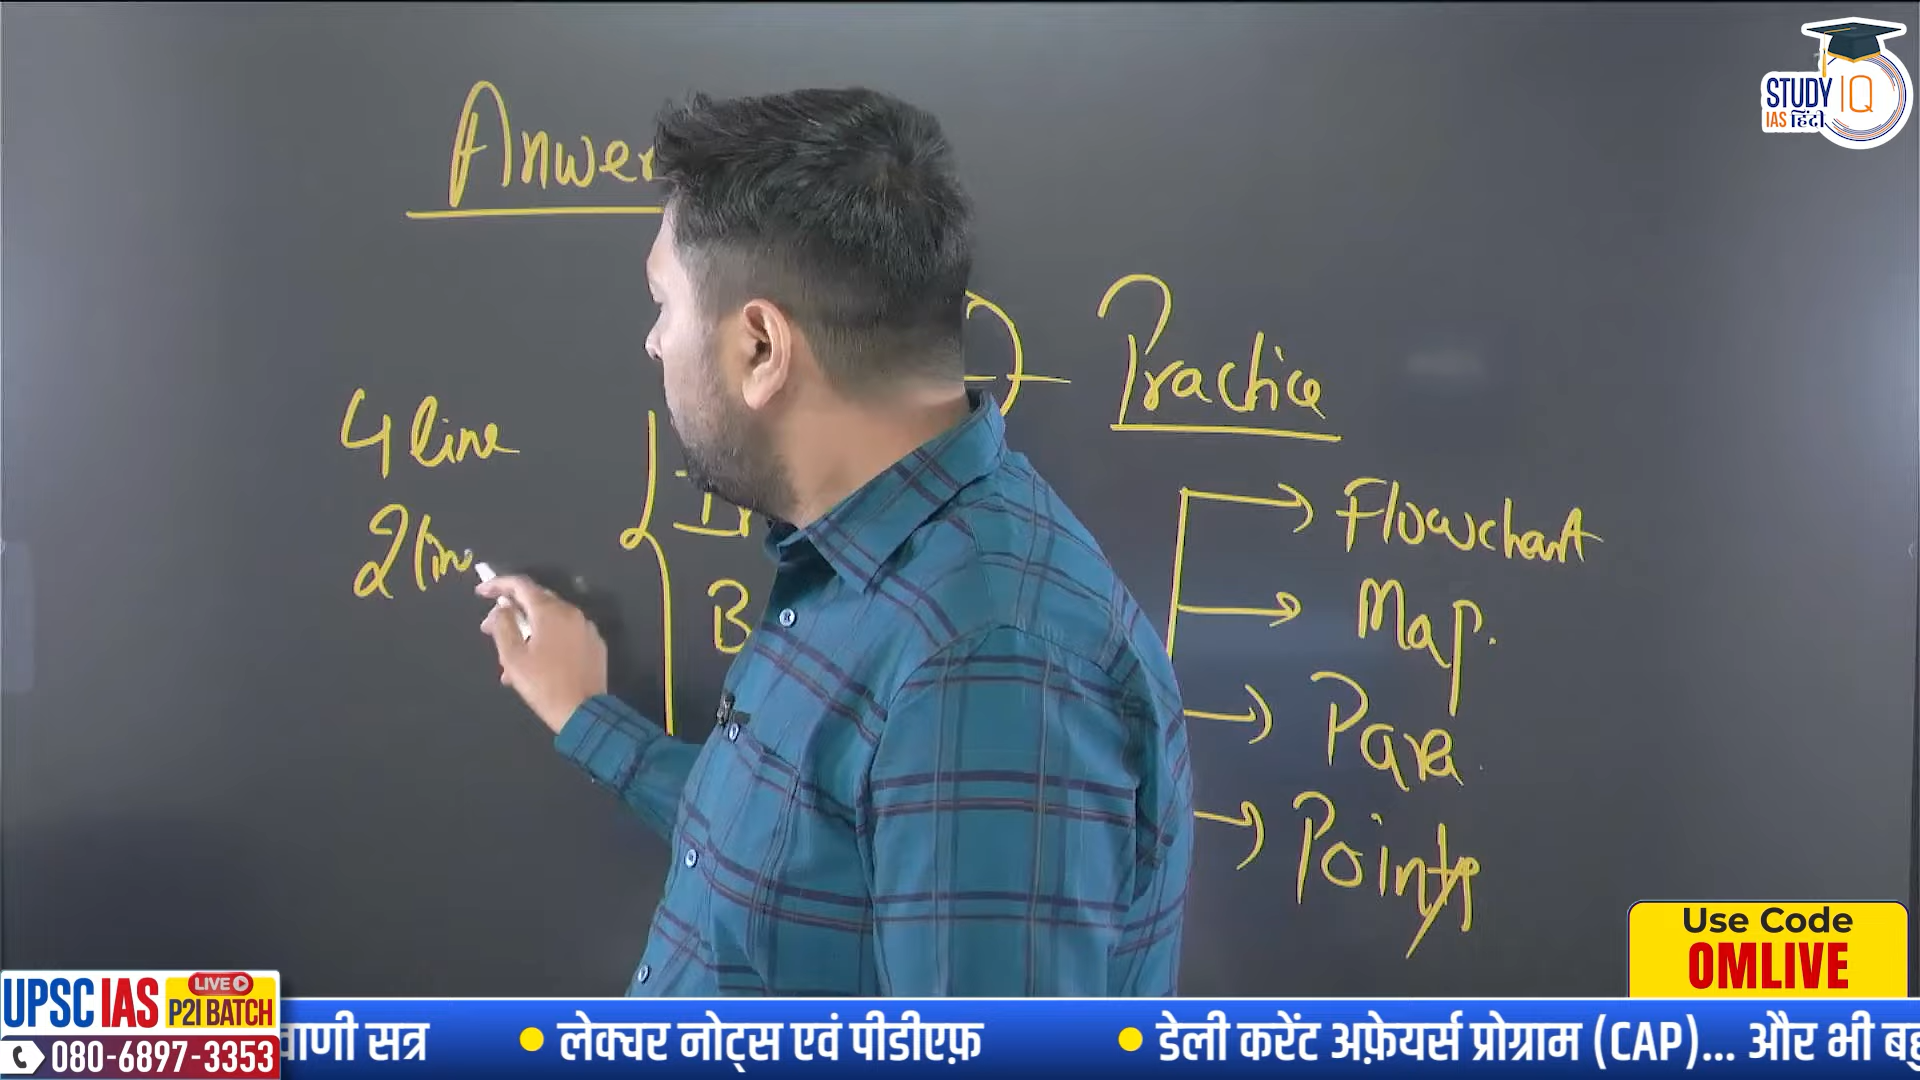 STUDY IQ
IAS हिंदी
Anwer
Practice
4 line
2 line
Flowchart
Map.
Para.
Points
Use Code
OMLIVE
UPSC IAS
LIVE
P2I BATCH
080-6897-3353
वाणी सत्र • लेक्चर नोट्स एवं पीडीएफ़ • डेली करेंट अफ़ेयर्स प्रोग्राम (CAP)... और भी